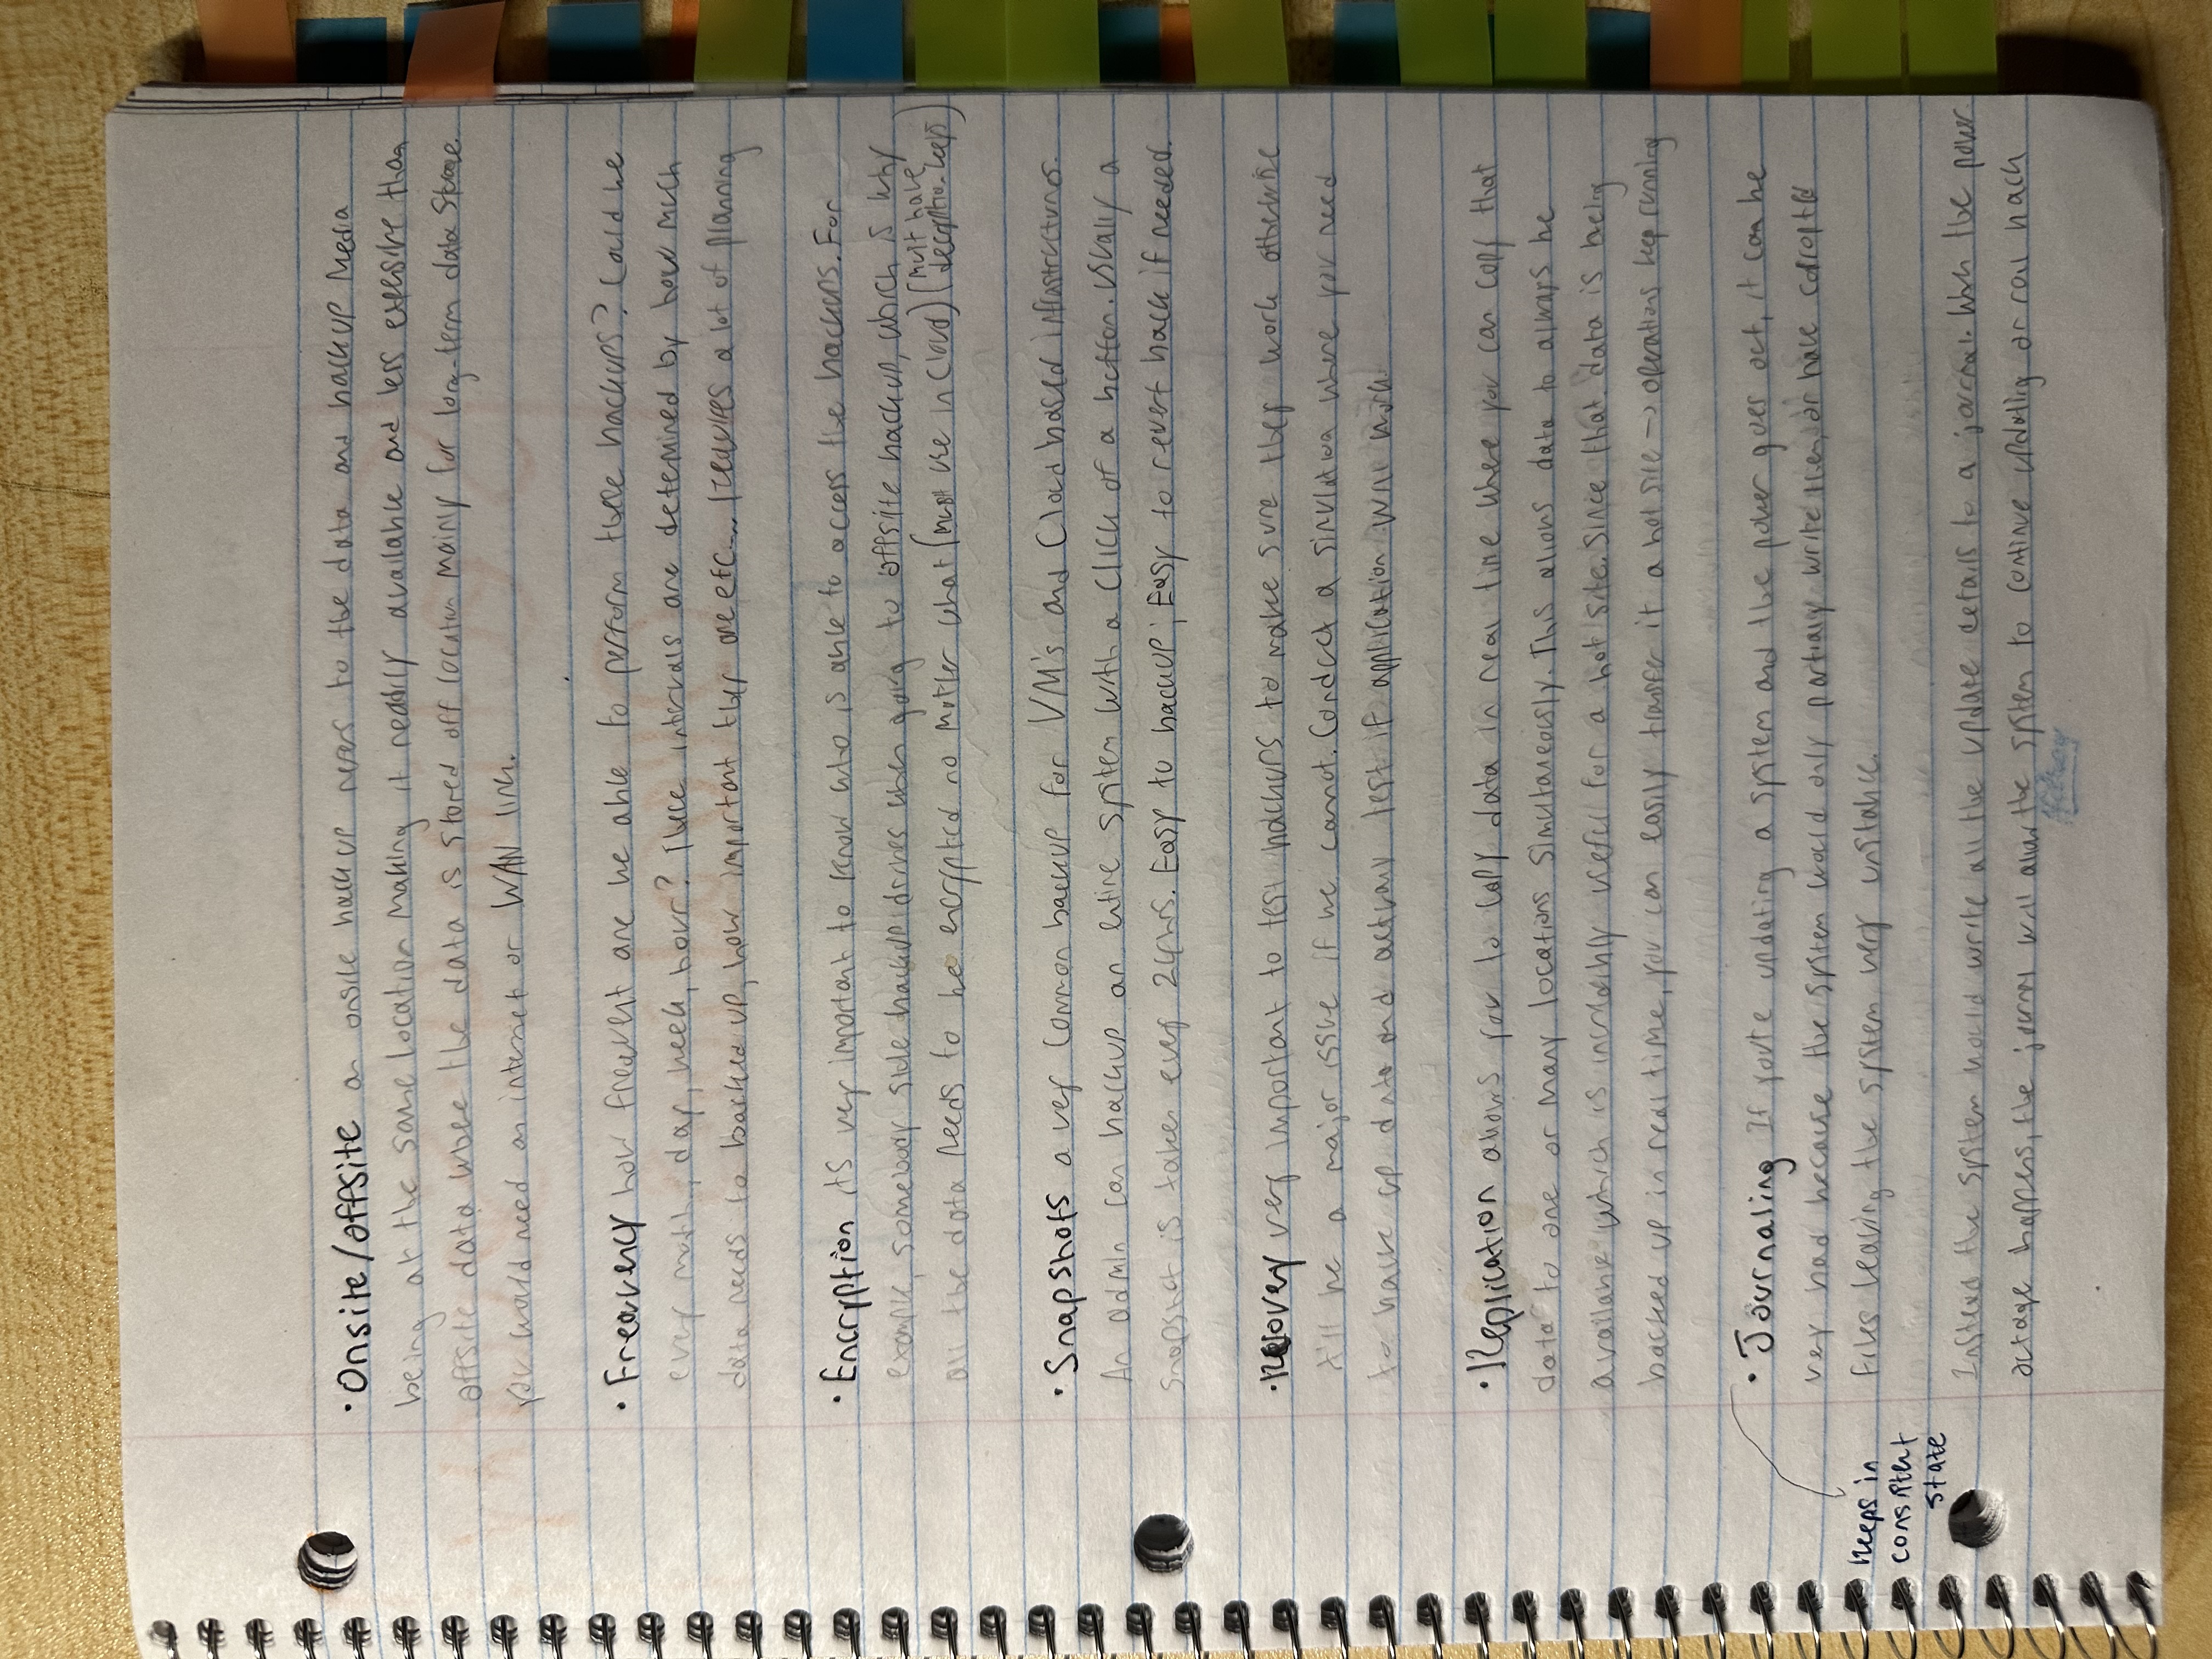 • Onsite/offsite an onsite backup refers to the data and backup Media
being at the same location making it readily available and less expensive than
offsite data where the data is stored off location mainly for long-term data storage.
You would need an internet or WAN link.
• Frequency how frequent are we able to perform these backups? Could be
every month, day, week, hour? These intervals are determined by how much
data needs to backed up, how important they are etc... requires a lot of planning
• Encryption its very important to know who is able to access the backups. For
example, somebody stole backup drives when going to offsite backup, which is why
all the data needs to be encrypted no matter what (must use in cloud) (must have
decryption keys)
• Snapshots a very common backup for VM's and Cloud based infrastructures.
An admin can backup an entire system with a click of a button. Usually a
snapshot is taken every 24hrs. Easy to backup; Easy to revert back if needed.
• Recovery very important to test backups to make sure they work otherwise
it'll be a major issue if we cannot. Conduct a simulation where you need
to back up data and actually test if application will work.
• Replication allows you to copy data in real time where you can copy that
data to one or many locations simultaneously. This allows data to always be
available which is incredibly useful for a hot site. Since that data is being
backed up in real time, you can easily transfer it a hot site → operations keep running
• Journaling If you're updating a system and the power goes out, it can be
very bad because the system would only partially write them, or have corrupted
files leaving the system very unstable.
Keeps in
consistent
state
Instead the system would write all the update details to a journal. When the power
outage happens, the journal will allow the system to continue updating or roll back